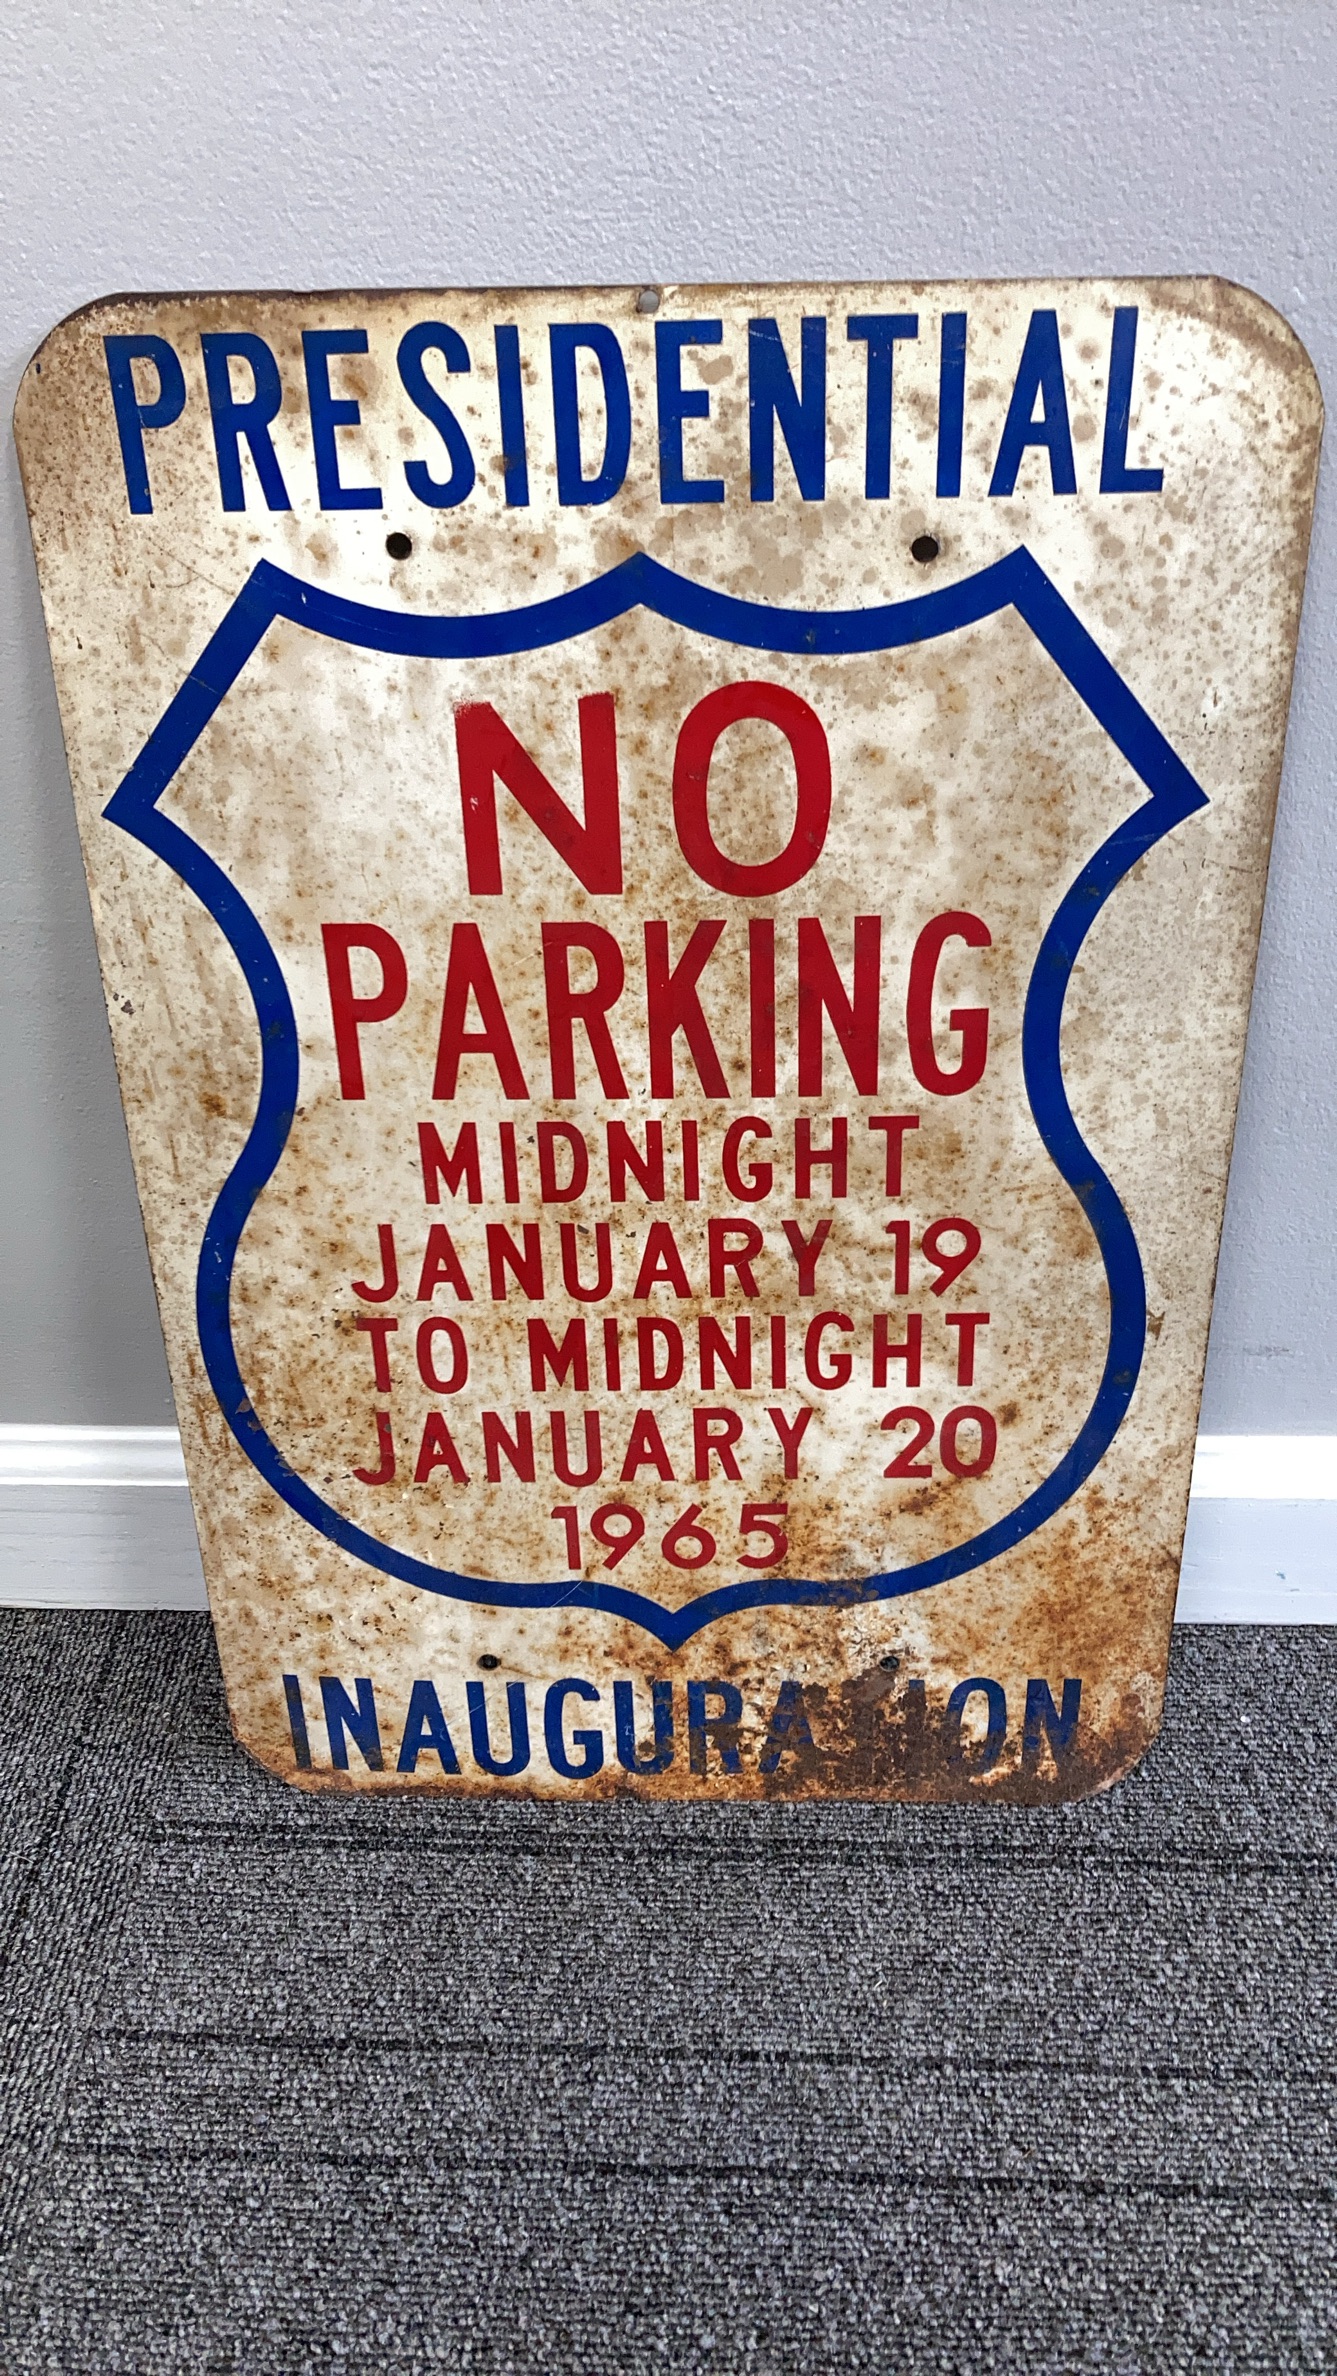 PRESIDENTIAL
NO
PARKING
MIDNIGHT
JANUARY 19
TO MIDNIGHT
JANUARY 20
1965
INAUGURATION